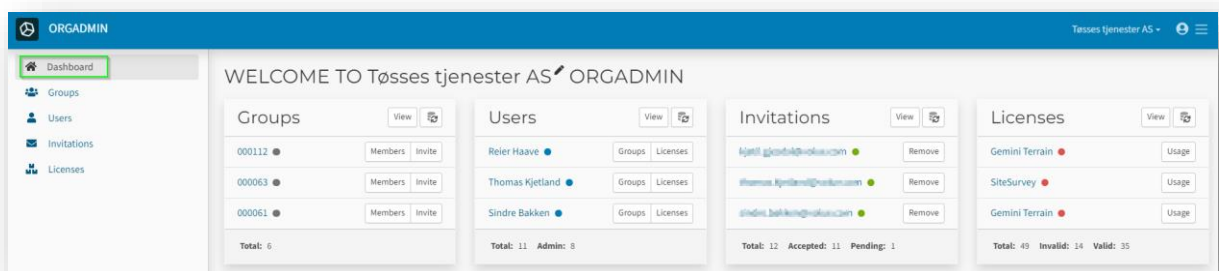 ORGADMIN
Tøsses tjenester AS
Dashboard
Groups
Users
Invitations
Licenses
WELCOME TO Tøsses tjenester AS ORGADMIN
Groups View
000112 Members Invite
000063 Members Invite
000061 Members Invite
Total: 6
Users View
Reier Haave Groups Licenses
Thomas Kjetland Groups Licenses
Sindre Bakken Groups Licenses
Total: 11 Admin: 8
Invitations View
Remove
Remove
Remove
Total: 12 Accepted: 11 Pending: 1
Licenses View
Gemini Terrain Usage
SiteSurvey Usage
Gemini Terrain Usage
Total: 49 Invalid: 14 Valid: 35